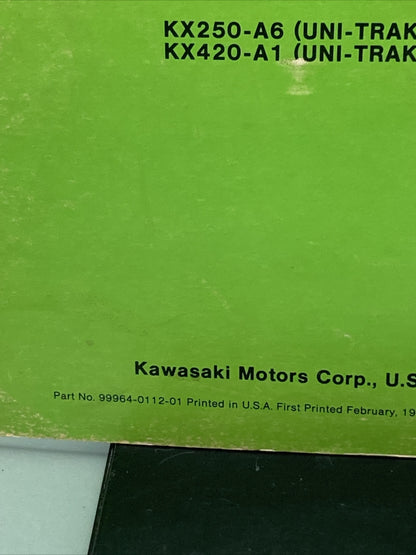 KX250-A6 (UNI-TRAK
KX420-A1 (UNI-TRAK
Kawasaki Motors Corp., U.S
Part No. 99964-0112-01 Printed in U.S.A. First Printed February, 19